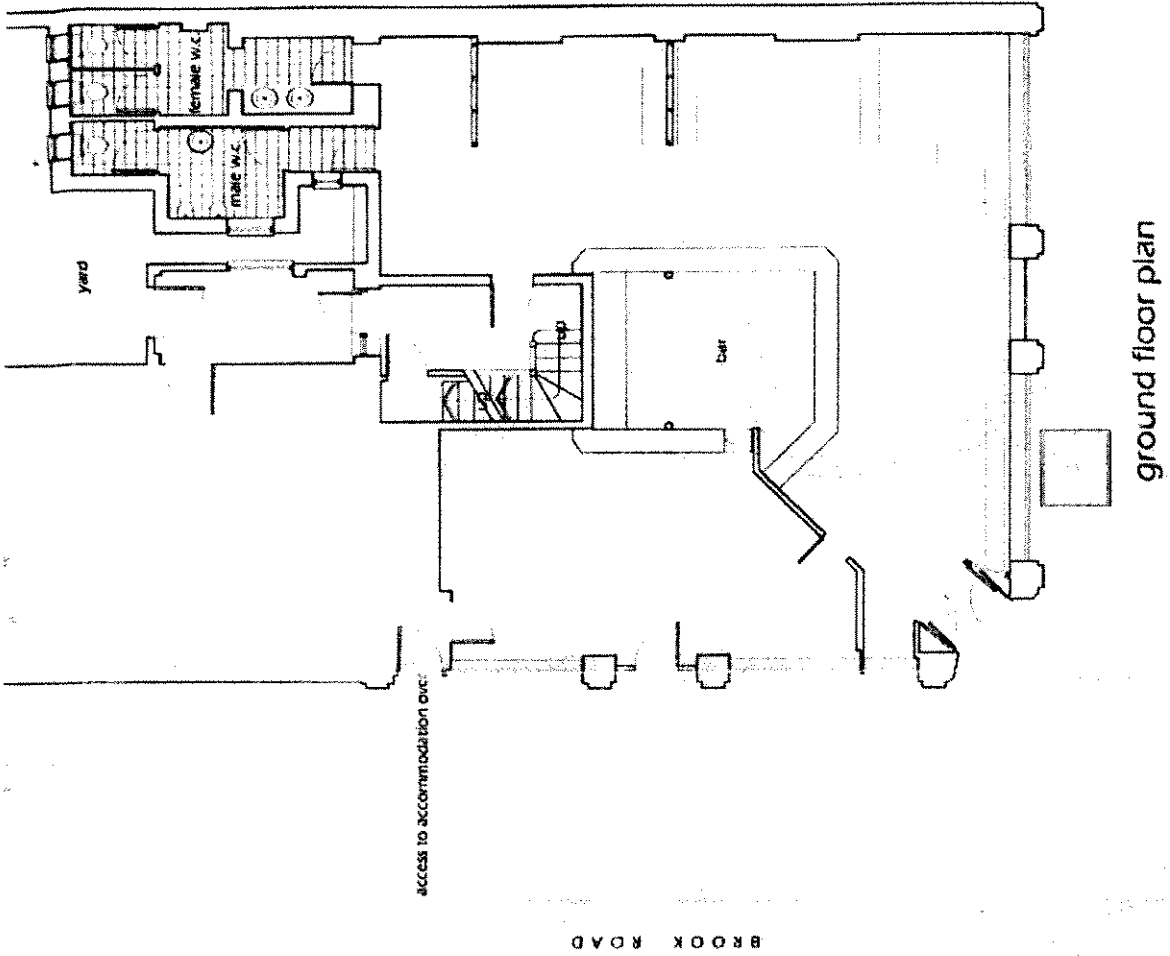 female w.c.
male w.c.
yard
up
bar
access to accommodation over
BROOK ROAD
ground floor plan